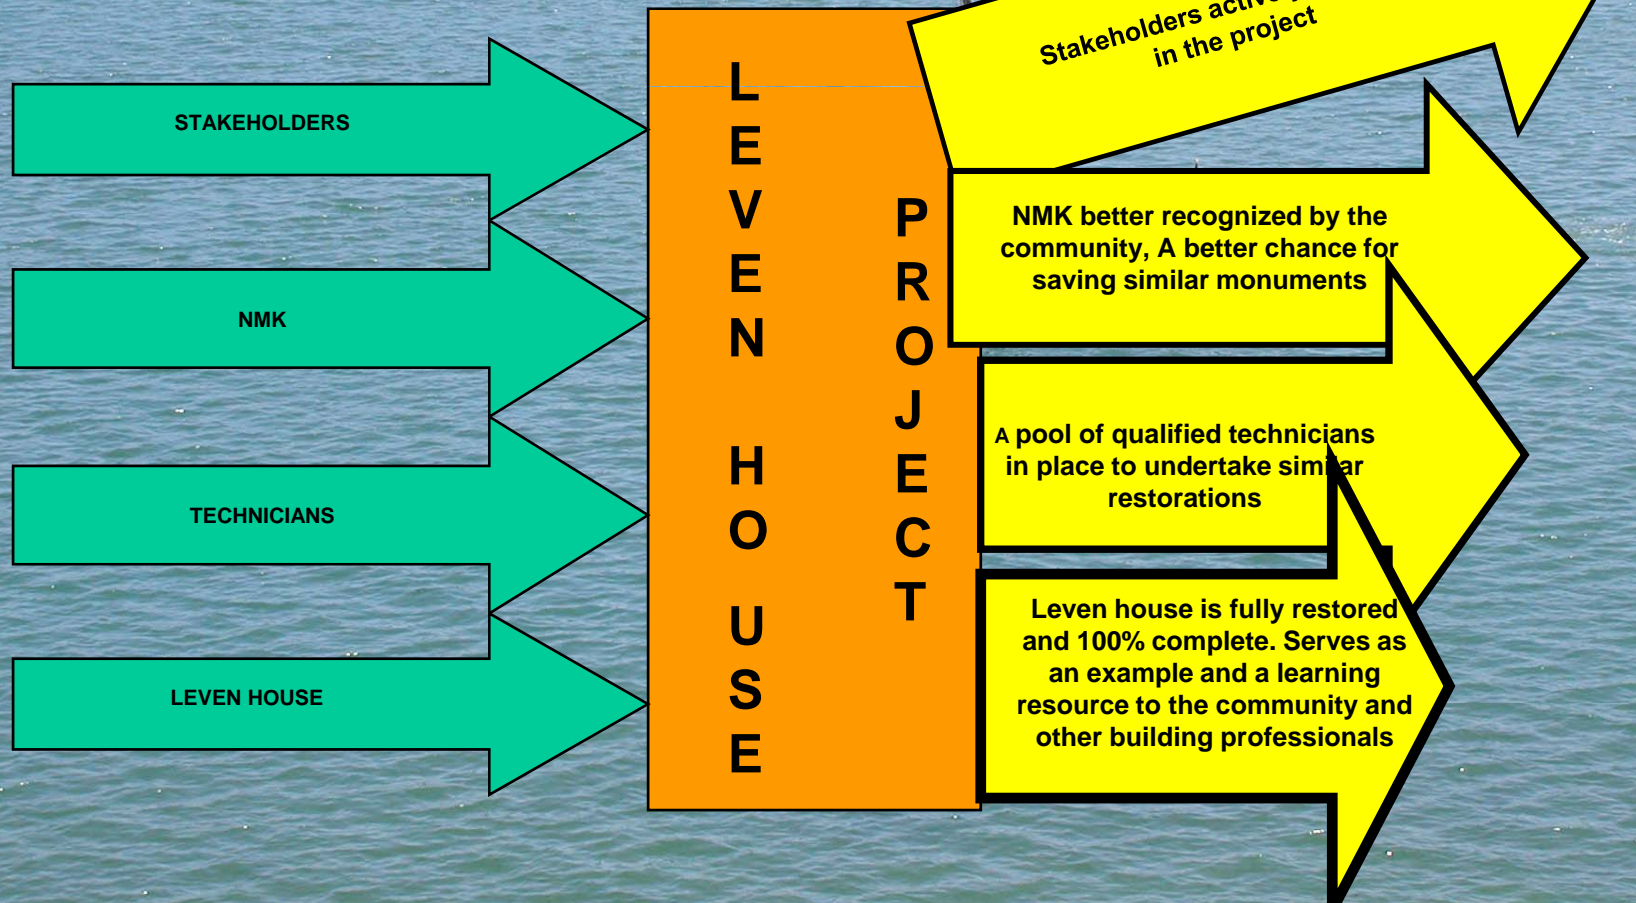 STAKEHOLDERS
NMK
TECHNICIANS
LEVEN HOUSE
LEVEN HOUSE
PROJECT
Stakeholders
in the project
NMK better recognized by the
community, A better chance for
saving similar monuments
A pool of qualified technicians
in place to undertake similar
restorations
Leven house is fully restored
and 100% complete. Serves as
an example and a learning
resource to the community and
other building professionals